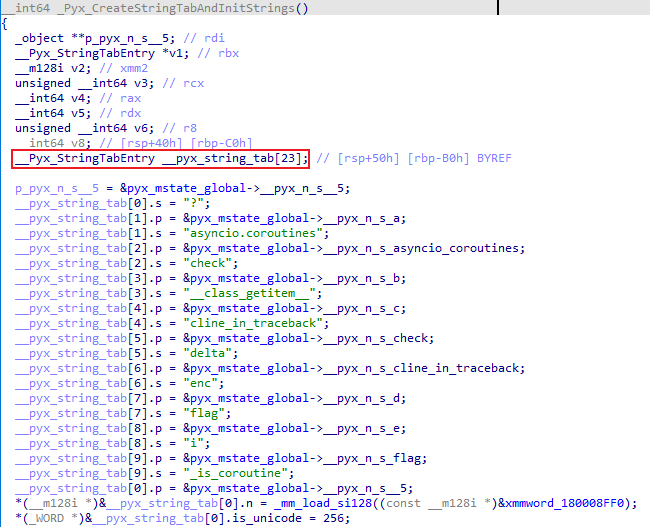 __int64 _Pyx_CreateStringTabAndInitStrings()
{
_object **p_pyx_n_s__5; // rdi
__Pyx_StringTabEntry *v1; // rbx
__m128i v2; // xmm2
unsigned __int64 v3; // rcx
__int64 v4; // rax
__int64 v5; // rdx
unsigned __int64 v6; // r8
__int64 v8; // [rsp+40h] [rbp-C0h]
__Pyx_StringTabEntry __pyx_string_tab[23]; // [rsp+50h] [rbp-B0h] BYREF
p_pyx_n_s__5 = &pyx_mstate_global->__pyx_n_s__5;
__pyx_string_tab[0].s = "?";
__pyx_string_tab[1].p = &pyx_mstate_global->__pyx_n_s_a;
__pyx_string_tab[1].s = "asyncio.coroutines";
__pyx_string_tab[2].p = &pyx_mstate_global->__pyx_n_s_asyncio_coroutines;
__pyx_string_tab[2].s = "check";
__pyx_string_tab[3].p = &pyx_mstate_global->__pyx_n_s_b;
__pyx_string_tab[3].s = "__class_getitem__";
__pyx_string_tab[4].p = &pyx_mstate_global->__pyx_n_s_c;
__pyx_string_tab[4].s = "cline_in_traceback";
__pyx_string_tab[5].p = &pyx_mstate_global->__pyx_n_s_check;
__pyx_string_tab[5].s = "delta";
__pyx_string_tab[6].p = &pyx_mstate_global->__pyx_n_s_cline_in_traceback;
__pyx_string_tab[6].s = "enc";
__pyx_string_tab[7].p = &pyx_mstate_global->__pyx_n_s_d;
__pyx_string_tab[7].s = "flag";
__pyx_string_tab[8].p = &pyx_mstate_global->__pyx_n_s_e;
__pyx_string_tab[8].s = "i";
__pyx_string_tab[9].p = &pyx_mstate_global->__pyx_n_s_flag;
__pyx_string_tab[9].s = "_is_coroutine";
__pyx_string_tab[0].p = &pyx_mstate_global->__pyx_n_s__5;
*(__m128i *)&__pyx_string_tab[0].n = _mm_load_si128((const __m128i *)&xmmword_180008FF0);
*(_WORD *)&__pyx_string_tab[0].is_unicode = 256;